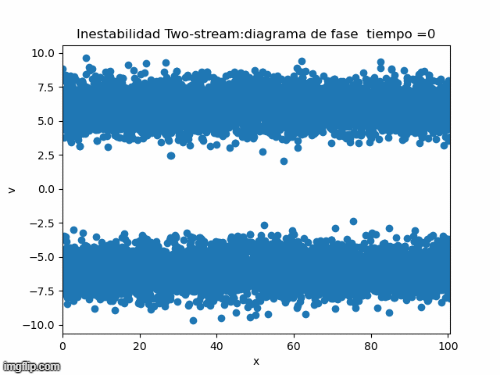 Inestabilidad Two-stream:diagrama de fase  tiempo =0
10.0
7.5
5.0
2.5
0.0
−2.5
−5.0
−7.5
−10.0
v
0 20 40 60 80 100
x
imgflip.com